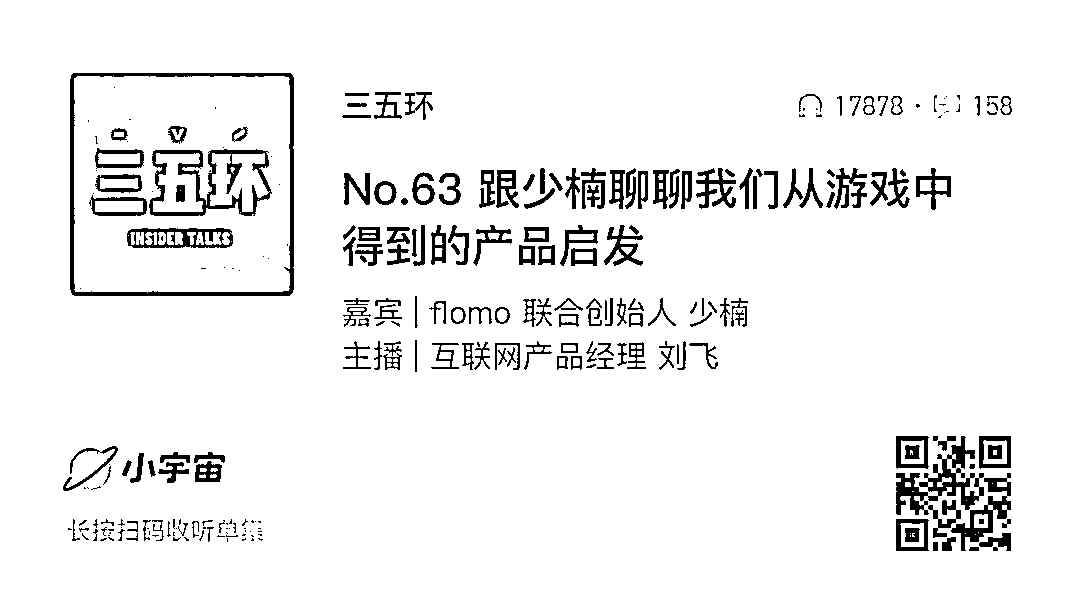 三五环
INSIDER TALKS
三五环
17878 · 158
No.63 跟少楠聊聊我们从游戏中
得到的产品启发
嘉宾 | flomo 联合创始人 少楠
主播 | 互联网产品经理 刘飞
小宇宙
长按扫码收听单集